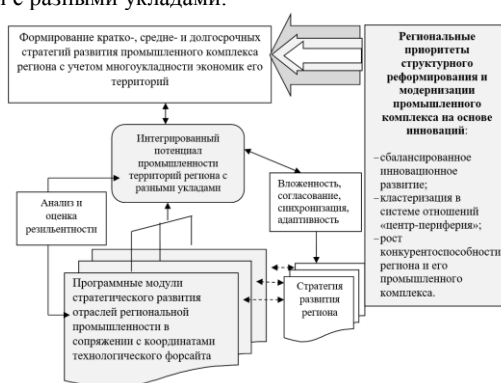 с разными укладами.
Формирование кратко-, средне- и долгосрочных
стратегий развития промышленного комплекса
региона с учетом многоукладности экономик его
территорий
Региональные
приоритеты
структурного
реформирования и
модернизации
промышленного
комплекса на основе
инноваций:
–сбалансированное
инновационное
развитие;
–кластеризация в
системе отношений
«центр-периферия»;
–рост
конкурентоспособности
региона и его
промышленного
комплекса.
Интегрированный
потенциал
промышленности
территорий региона с
разными укладами
Анализ и
оценка
резильентности
Вложенность,
согласование,
синхронизация,
адаптивность
Программные модули
стратегического развития
отраслей региональной
промышленности в
сопряжении с координатами
технологического форсайта
Стратегия
развития
региона